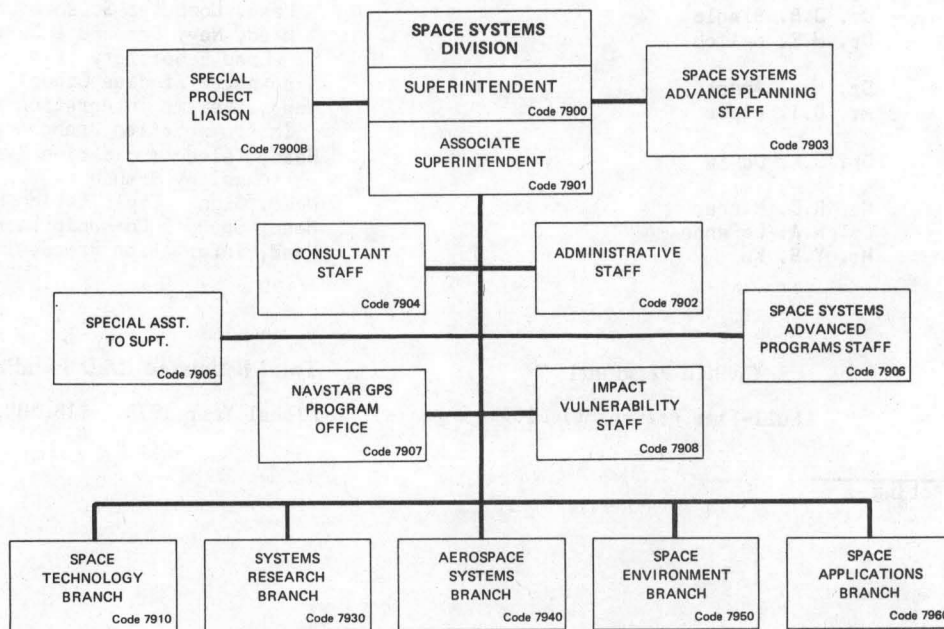 SPACE SYSTEMS
DIVISION
SUPERINTENDENT
Code 7900
ASSOCIATE
SUPERINTENDENT
Code 7901
SPECIAL
PROJECT
LIAISON
Code 7900B
SPACE SYSTEMS
ADVANCE PLANNING
STAFF
Code 7903
CONSULTANT
STAFF
Code 7904
ADMINISTRATIVE
STAFF
Code 7902
SPECIAL ASST.
TO SUPT.
Code 7905
SPACE SYSTEMS
ADVANCED
PROGRAMS STAFF
Code 7906
NAVSTAR GPS
PROGRAM
OFFICE
Code 7907
IMPACT
VULNERABILITY
STAFF
Code 7908
SPACE
TECHNOLOGY
BRANCH
Code 7910
SYSTEMS
RESEARCH
BRANCH
Code 7930
AEROSPACE
SYSTEMS
BRANCH
Code 7940
SPACE
ENVIRONMENT
BRANCH
Code 7950
SPACE
APPLICATIONS
BRANCH
Code 7960